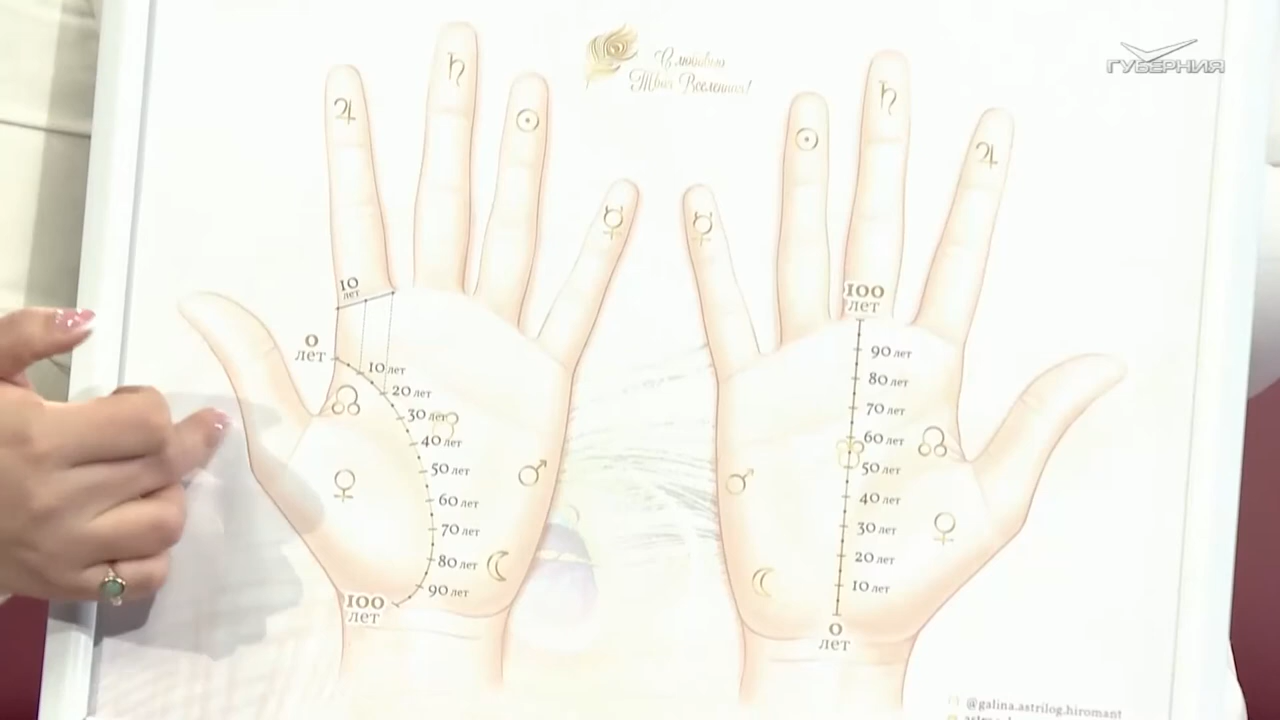 С любовью
Твоя Вселенная!
ГУБЕРНИЯ
10
лет
0
лет
10 лет
20 лет
30 лет
40 лет
50 лет
60 лет
70 лет
80 лет
90 лет
100
лет
100
лет
90 лет
80 лет
70 лет
60 лет
50 лет
40 лет
30 лет
20 лет
10 лет
0
лет
@galina.astrilog.hiromant